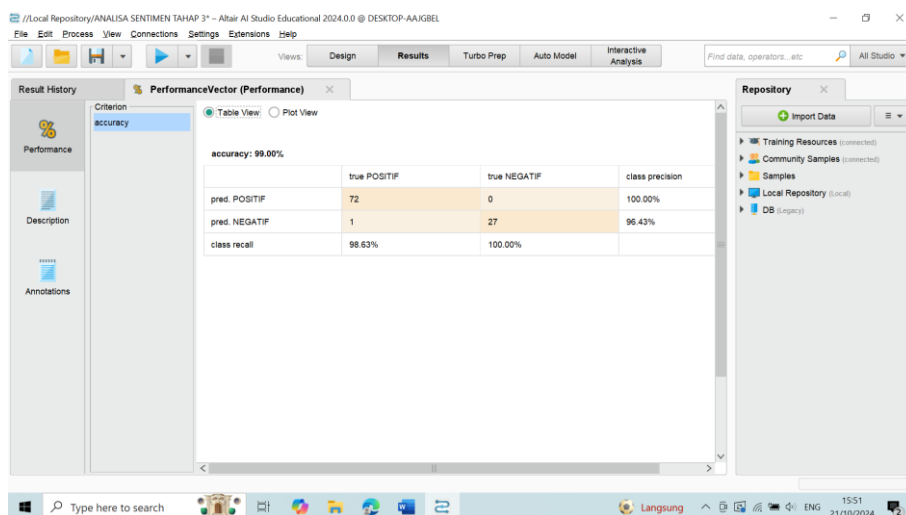 //Local Repository/ANALISA SENTIMEN TAHAP 3* – Altair AI Studio Educational 2024.0.0 @ DESKTOP-AAJGBEL
File Edit Process View Connections Settings Extensions Help
Views: Design Results Turbo Prep Auto Model Interactive Analysis Find data, operators...etc All Studio
Result History % PerformanceVector (Performance) Repository
Criterion
accuracy
Table View Plot View
Import Data
% Performance
Description
Annotations
accuracy: 99.00%
true POSITIF true NEGATIF class precision
pred. POSITIF 72 0 100.00%
pred. NEGATIF 1 27 96.43%
class recall 98.63% 100.00%
Training Resources (connected)
Community Samples (connected)
Samples
Local Repository (Local)
DB (Legacy)
Type here to search Langsung ENG 15:51
21/10/2024 2